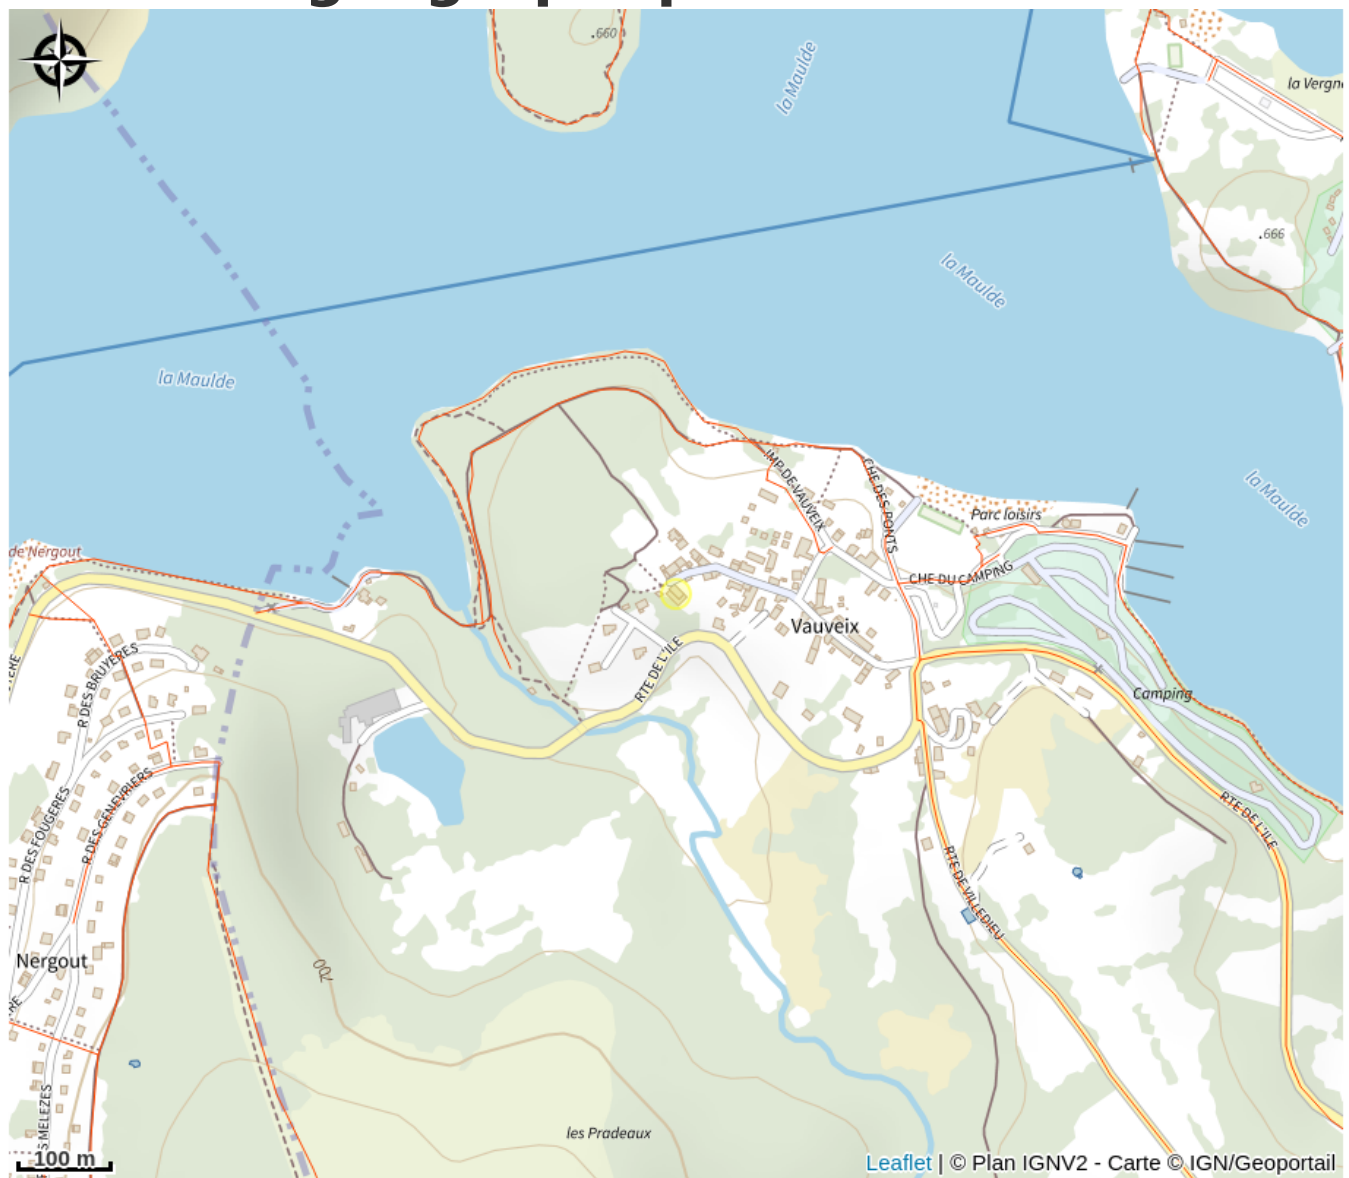 .660
la Maulde
la Vergn
.666
la Maulde
la Maulde
la Maulde
IMP DE VAUVEIX
CHE DES PONTS
Parc loisirs
de Nergout
CHE DU CAMPING
Vauveix
RTE DE L'ILE
R DES BRUYERES
Camping
R DES FOUGERES
R DES GENEVRIERS
RTE DE L'ILE
RTE DE VILLEDIEU
Nergout
700
les Pradeaux
S MELEZES
100 m
Leaflet | © Plan IGNV2 - Carte © IGN/Geoportail